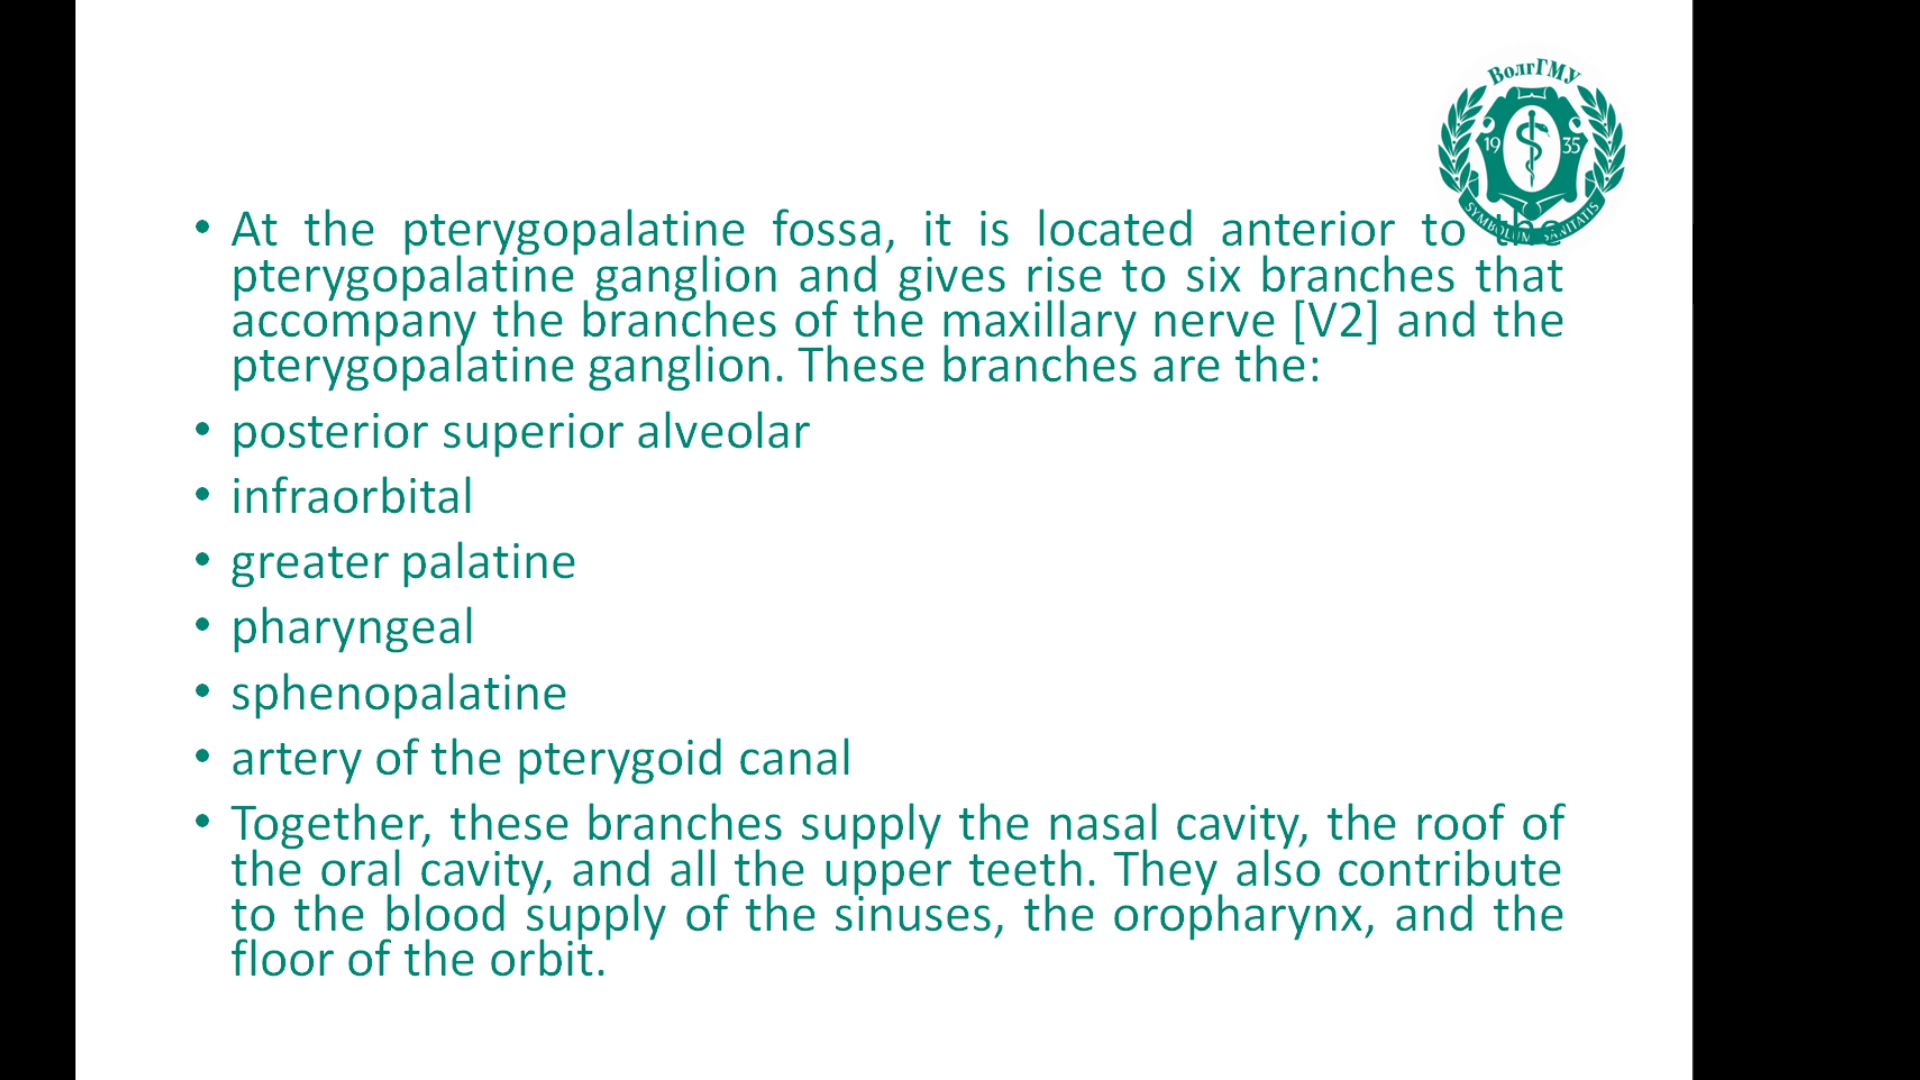 ВолгГМУ
19 35
SYMBOLUM SANITATIS
• At the pterygopalatine fossa, it is located anterior to the
pterygopalatine ganglion and gives rise to six branches that
accompany the branches of the maxillary nerve [V2] and the
pterygopalatine ganglion. These branches are the:
• posterior superior alveolar
• infraorbital
• greater palatine
• pharyngeal
• sphenopalatine
• artery of the pterygoid canal
• Together, these branches supply the nasal cavity, the roof of
the oral cavity, and all the upper teeth. They also contribute
to the blood supply of the sinuses, the oropharynx, and the
floor of the orbit.